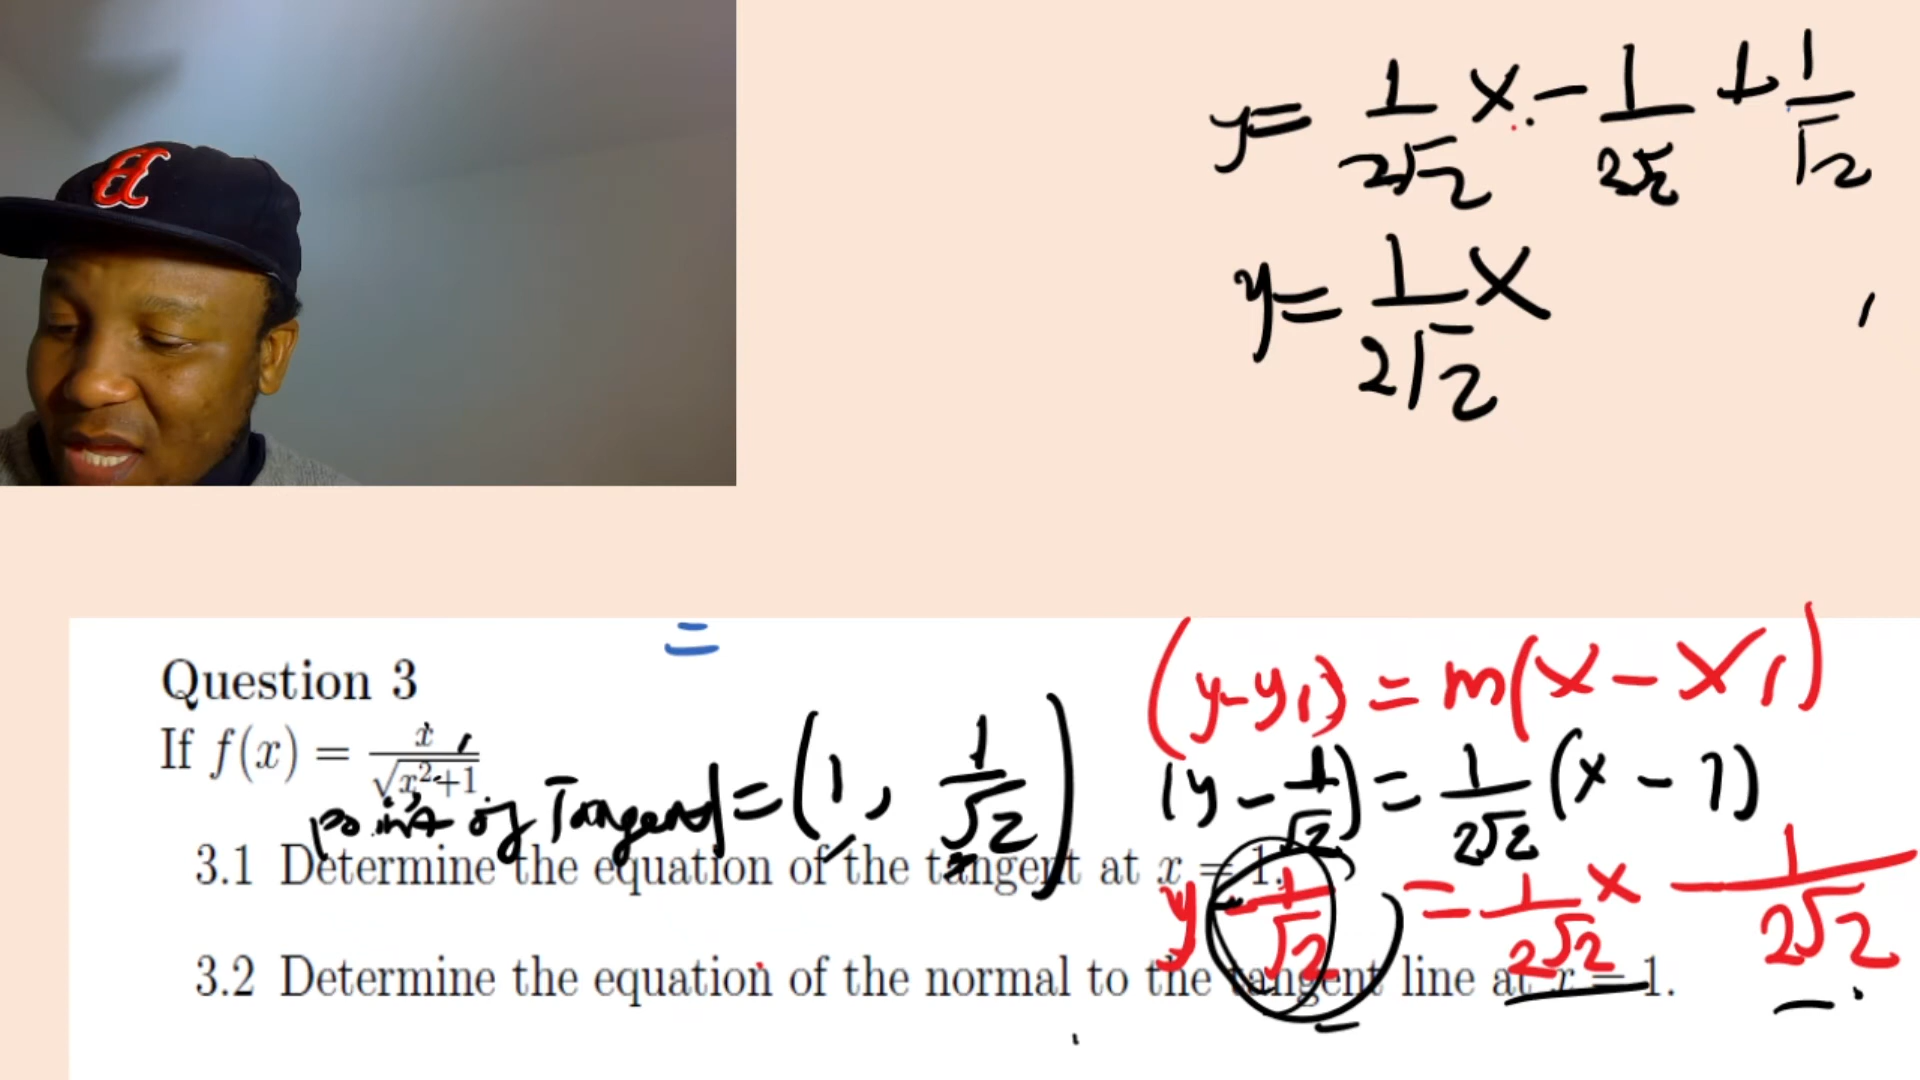 B
y = 1/2√2 x - 1/2√2 + 1/√2
y = 1/2√2 x
=
Question 3
If f(x) = x/√x²+1
point of Tangent = (1, 1/√2)
3.1 Determine the equation of the tangent at x = 1.
3.2 Determine the equation of the normal to the tangent line at x = 1.
(y-y1) = m(x - x1)
(y - 1/√2) = 1/2√2 (x - 1)
y - 1/√2 = 1/2√2 x - 1/2√2